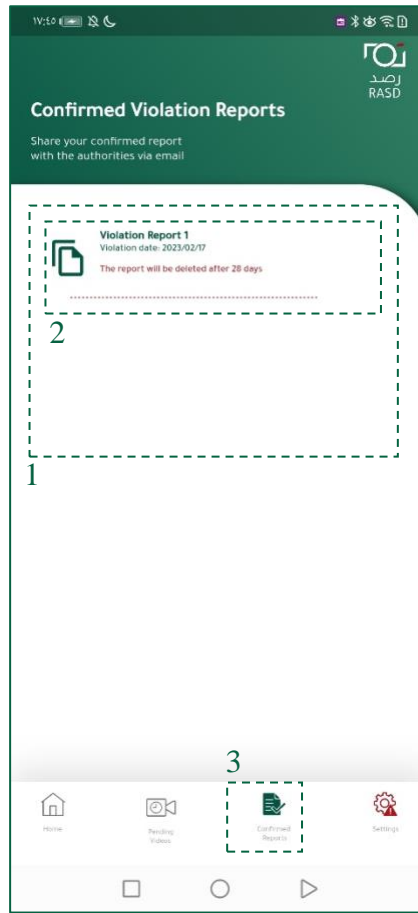 ١٧:٤٥
رصد
RASD
Confirmed Violation Reports
Share your confirmed report
with the authorities via email
Violation Report 1
Violation date: 2023/02/17
The report will be deleted after 28 days
2
1
3
Home
Pending
Videos
Confirmed
Reports
Settings